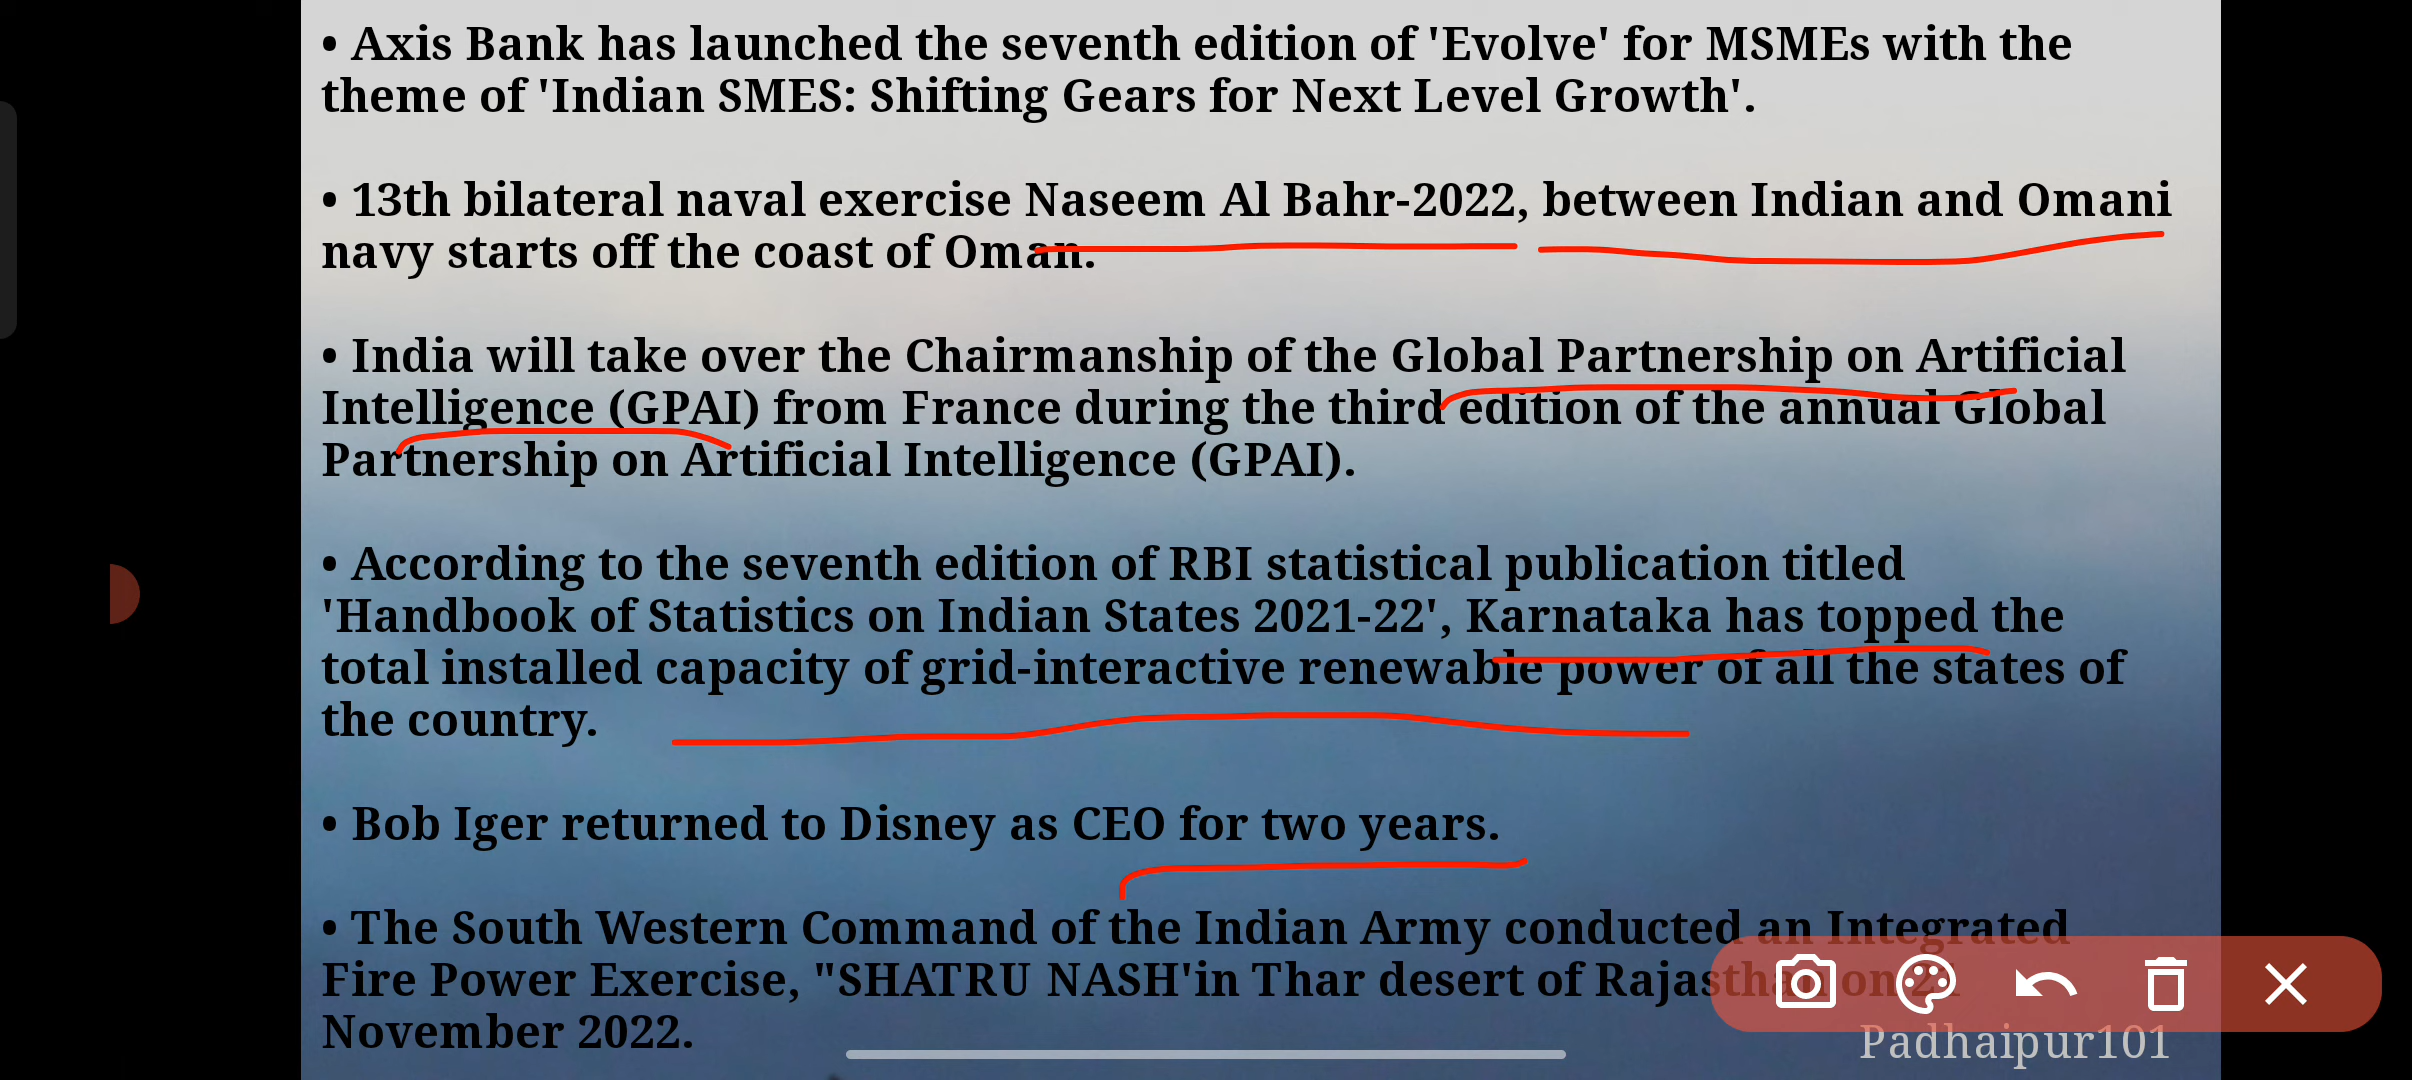 • Axis Bank has launched the seventh edition of 'Evolve' for MSMEs with the
theme of 'Indian SMES: Shifting Gears for Next Level Growth'.
• 13th bilateral naval exercise Naseem Al Bahr-2022, between Indian and Omani
navy starts off the coast of Oman.
• India will take over the Chairmanship of the Global Partnership on Artificial
Intelligence (GPAI) from France during the third edition of the annual Global
Partnership on Artificial Intelligence (GPAI).
• According to the seventh edition of RBI statistical publication titled
'Handbook of Statistics on Indian States 2021-22', Karnataka has topped the
total installed capacity of grid-interactive renewable power of all the states of
the country.
• Bob Iger returned to Disney as CEO for two years.
• The South Western Command of the Indian Army conducted an Integrated
Fire Power Exercise, "SHATRU NASH'in Thar desert of Rajasthan on
November 2022.
Padhaipur101